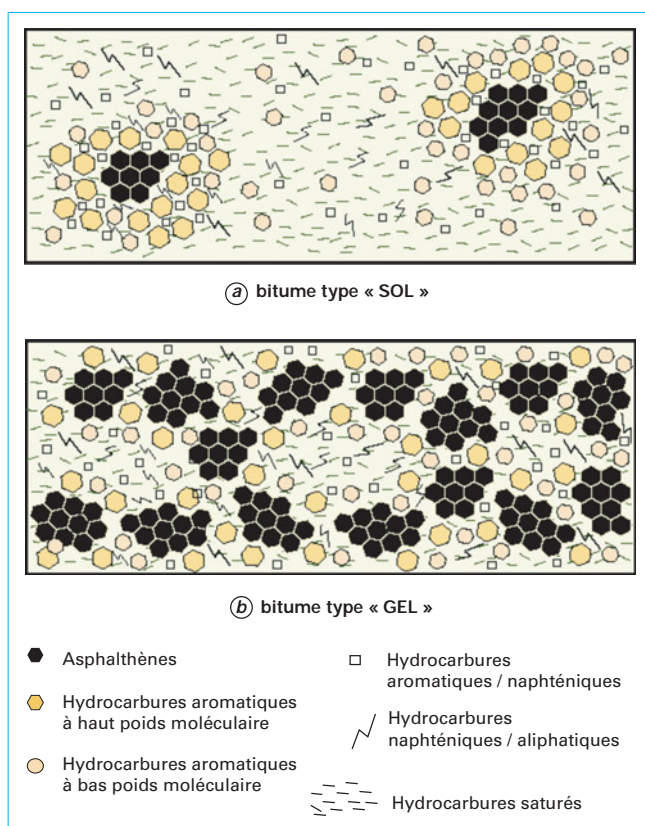 a bitume type « SOL »
b bitume type « GEL »
Asphalthènes
Hydrocarbures aromatiques
à haut poids moléculaire
Hydrocarbures aromatiques
à bas poids moléculaire
Hydrocarbures
aromatiques / naphténiques
Hydrocarbures
naphténiques / aliphatiques
Hydrocarbures saturés